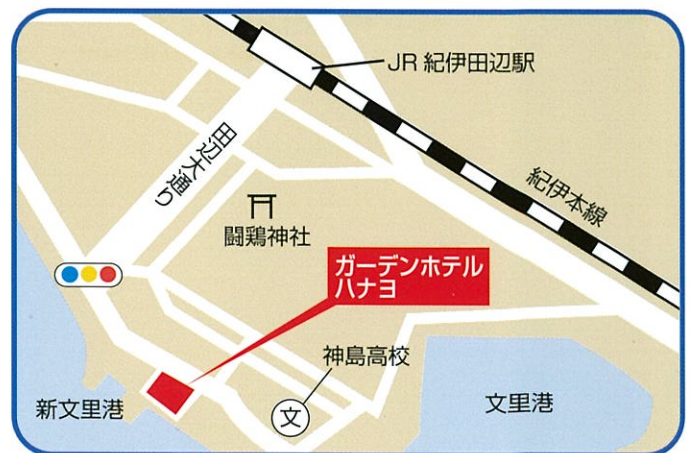 JR 紀伊田辺駅
田辺大通り
紀伊本線
闘鶏神社
ガーデンホテル
ハナヨ
神島高校
文
新文里港
文里港